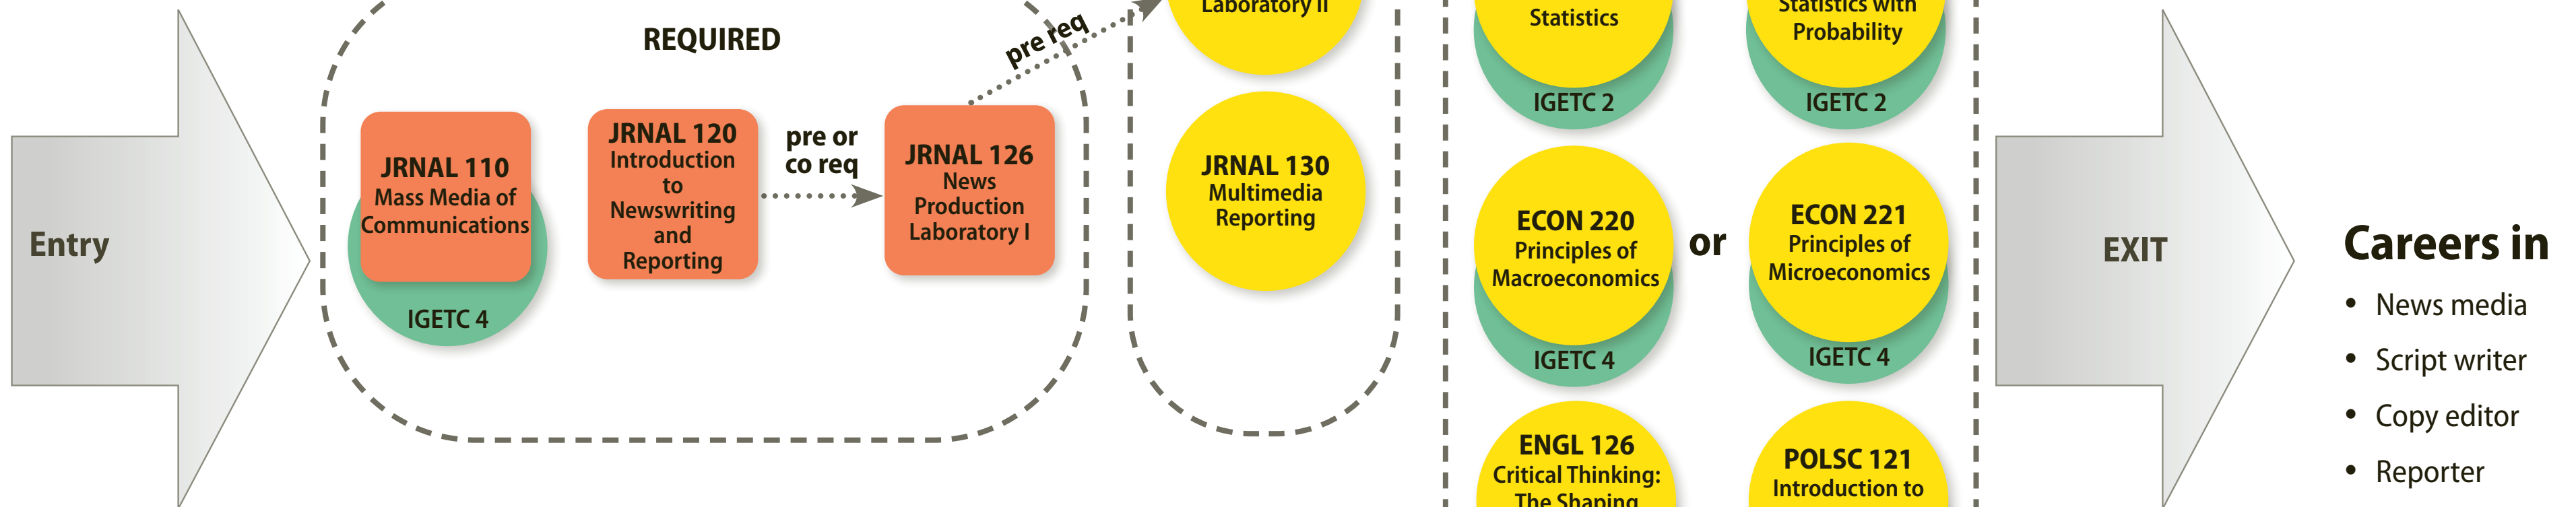 REQUIRED
pre req
Laboratory II
Statistics
Statistics with
Probability
IGETC 2
IGETC 2
Entry
JRNAL 110
Mass Media of
Communications
IGETC 4
JRNAL 120
Introduction
to
Newswriting
and
Reporting
pre or
co req
JRNAL 126
News
Production
Laboratory I
JRNAL 130
Multimedia
Reporting
ECON 220
Principles of
Macroeconomics
IGETC 4
or
ECON 221
Principles of
Microeconomics
IGETC 4
ENGL 126
Critical Thinking:
The Shaping
POLSC 121
Introduction to
EXIT
Careers in
• News media
• Script writer
• Copy editor
• Reporter